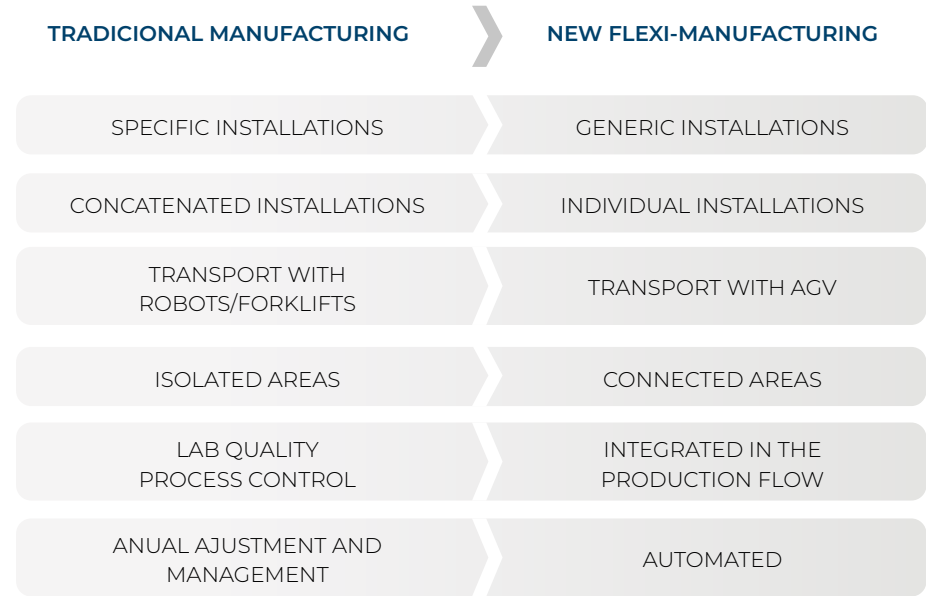 TRADICIONAL MANUFACTURING
NEW FLEXI-MANUFACTURING
SPECIFIC INSTALLATIONS
GENERIC INSTALLATIONS
CONCATENATED INSTALLATIONS
INDIVIDUAL INSTALLATIONS
TRANSPORT WITH
ROBOTS/FORKLIFTS
TRANSPORT WITH AGV
ISOLATED AREAS
CONNECTED AREAS
LAB QUALITY
PROCESS CONTROL
INTEGRATED IN THE
PRODUCTION FLOW
ANUAL AJUSTMENT AND
MANAGEMENT
AUTOMATED